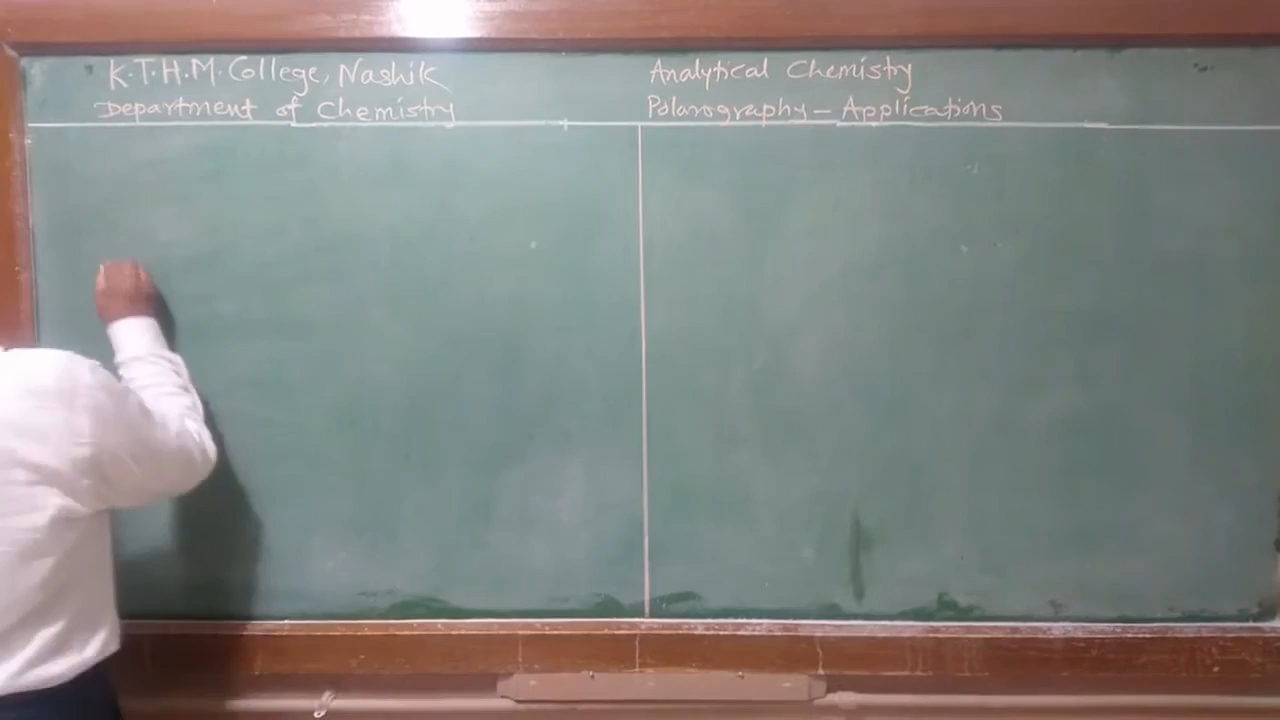 K.T.H.M. College, Nashik
Department of Chemistry
Analytical Chemistry
Polarography – Applications